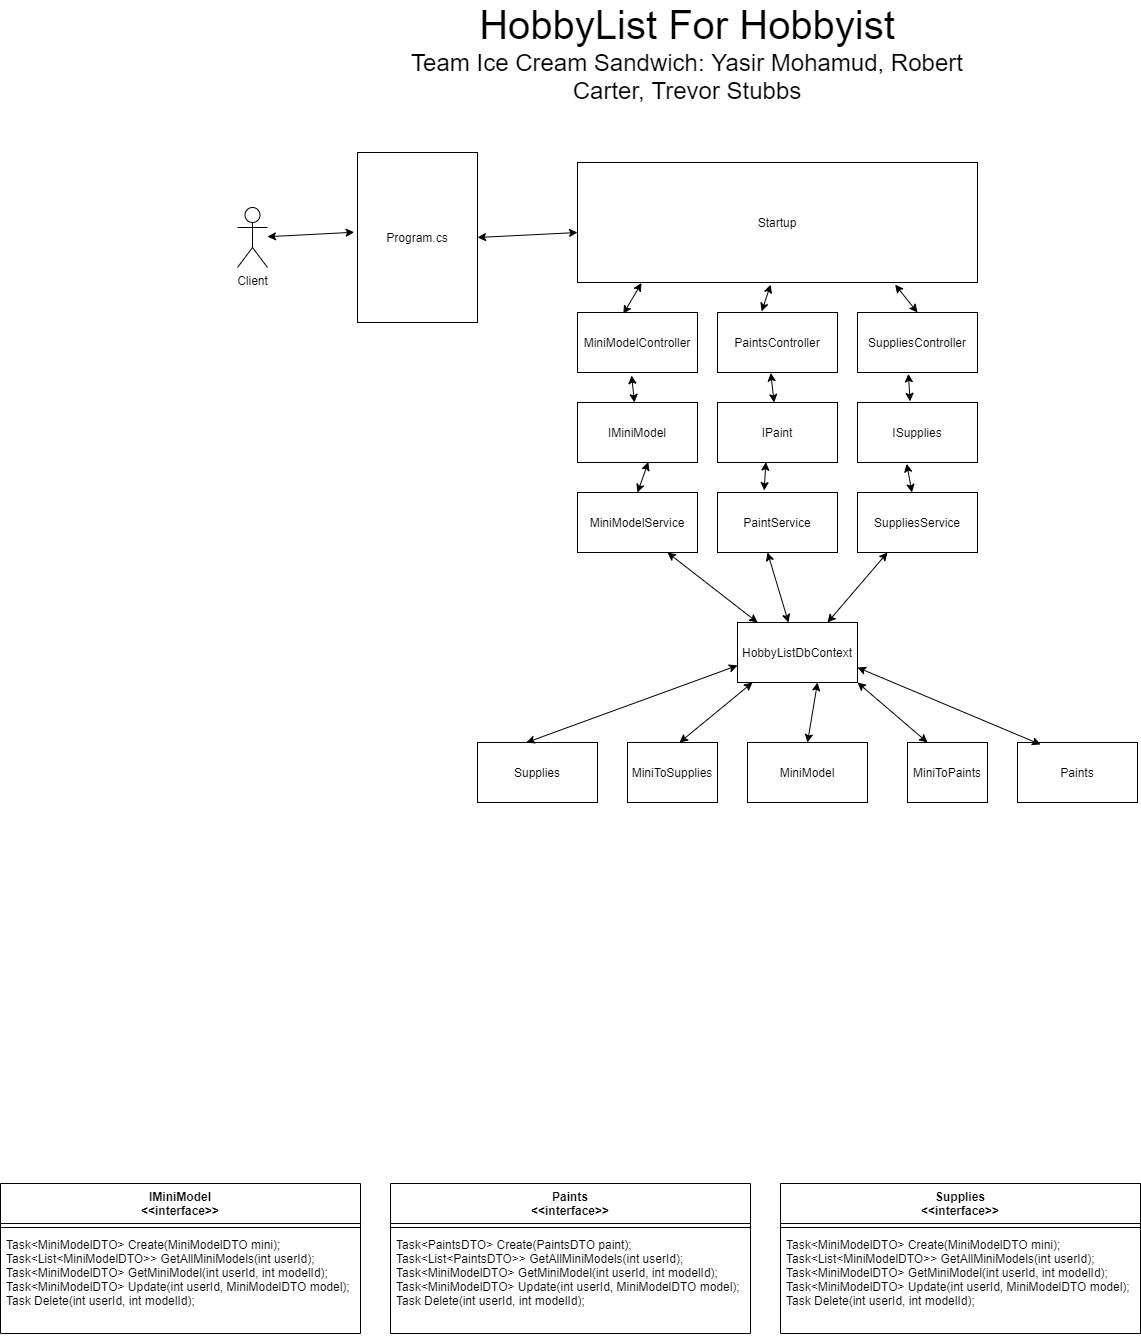 HobbyList For Hobbyist
Team Ice Cream Sandwich: Yasir Mohamud, Robert
Carter, Trevor Stubbs
Client
Program.cs
Startup
MiniModelController
PaintsController
SuppliesController
IMiniModel
IPaint
ISupplies
MiniModelService
PaintService
SuppliesService
HobbyListDbContext
Supplies
MiniToSupplies
MiniModel
MiniToPaints
Paints
IMiniModel
<<interface>>
Task<MiniModelDTO> Create(MiniModelDTO mini);
Task<List<MiniModelDTO>> GetAllMiniModels(int userId);
Task<MiniModelDTO> GetMiniModel(int userId, int modelId);
Task<MiniModelDTO> Update(int userId, MiniModelDTO model);
Task Delete(int userId, int modelId);
Paints
<<interface>>
Task<PaintsDTO> Create(PaintsDTO paint);
Task<List<PaintsDTO>> GetAllMiniModels(int userId);
Task<MiniModelDTO> GetMiniModel(int userId, int modelId);
Task<MiniModelDTO> Update(int userId, MiniModelDTO model);
Task Delete(int userId, int modelId);
Supplies
<<interface>>
Task<MiniModelDTO> Create(MiniModelDTO mini);
Task<List<MiniModelDTO>> GetAllMiniModels(int userId);
Task<MiniModelDTO> GetMiniModel(int userId, int modelId);
Task<MiniModelDTO> Update(int userId, MiniModelDTO model);
Task Delete(int userId, int modelId);